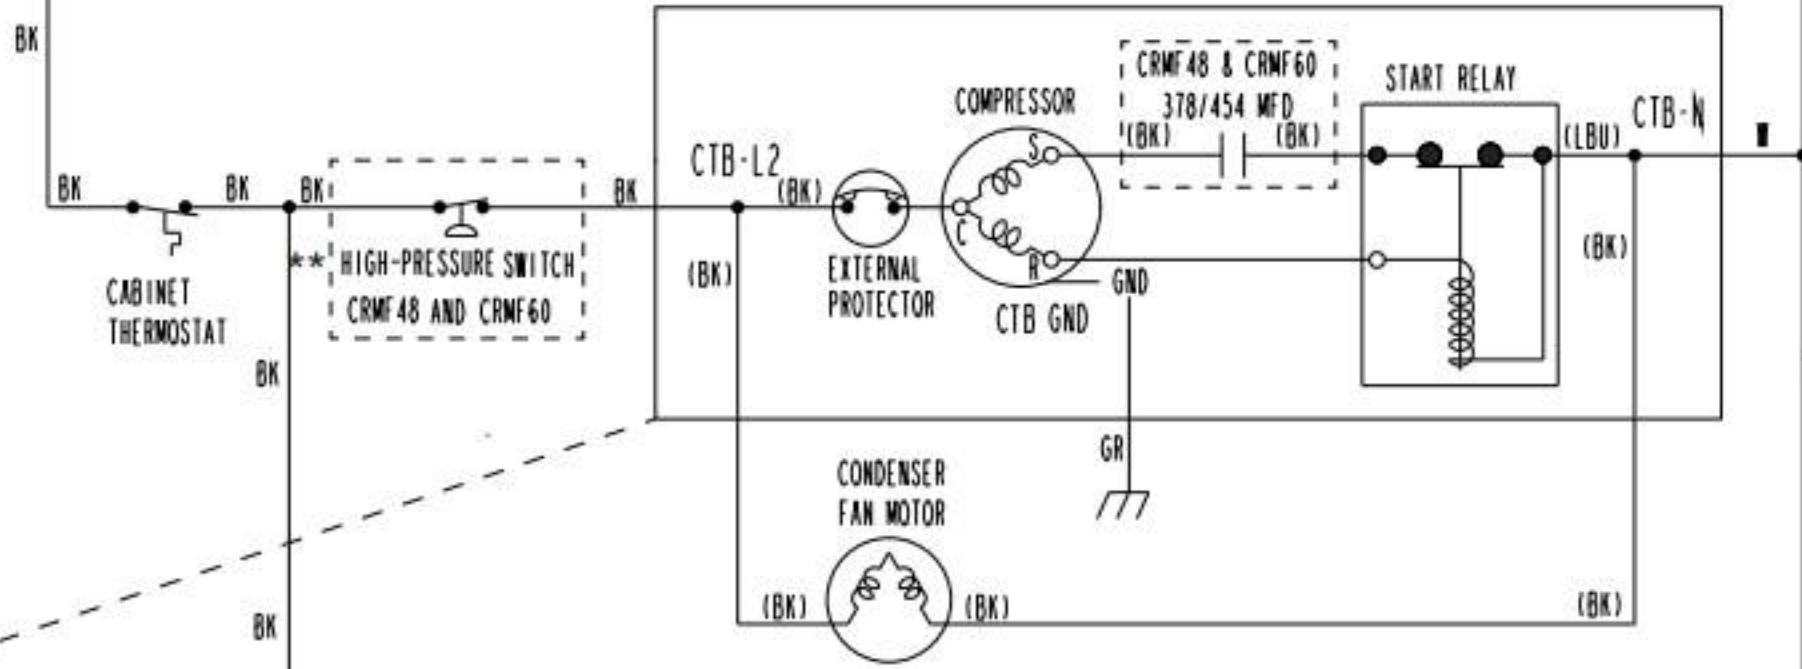 BK
BK
BK
CABINET
THERMOSTAT
BK
** HIGH-PRESSURE SWITCH
CRMF48 AND CRMF60
BK
BK
BK
CTB-L2
(BK)
(BK)
EXTERNAL
PROTECTOR
COMPRESSOR
S
C
R
GND
CTB GND
CRMF48 & CRMF60
378/454 MFD
(BK)
(BK)
START RELAY
(LBU)
CTB-N
W
(BK)
GR
CONDENSER
FAN MOTOR
(BK)
(BK)
(BK)